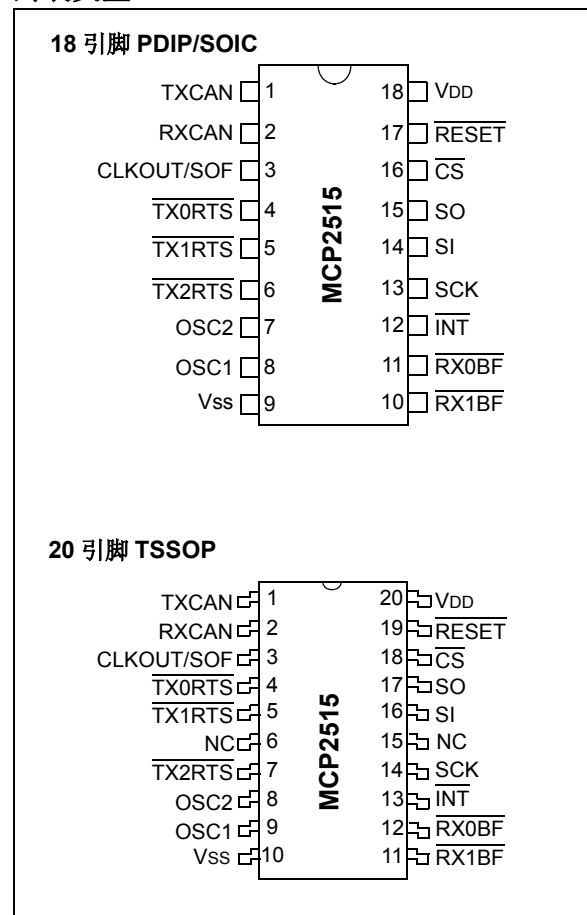 18 引脚 PDIP/SOIC
TXCAN 1 18 VDD
RXCAN 2 17 RESET
CLKOUT/SOF 3 16 CS
TX0RTS 4 15 SO
TX1RTS 5 14 SI
TX2RTS 6 13 SCK
OSC2 7 12 INT
OSC1 8 11 RX0BF
Vss 9 10 RX1BF
MCP2515
20 引脚 TSSOP
TXCAN 1 20 VDD
RXCAN 2 19 RESET
CLKOUT/SOF 3 18 CS
TX0RTS 4 17 SO
TX1RTS 5 16 SI
NC 6 15 NC
TX2RTS 7 14 SCK
OSC2 8 13 INT
OSC1 9 12 RX0BF
Vss 10 11 RX1BF
MCP2515